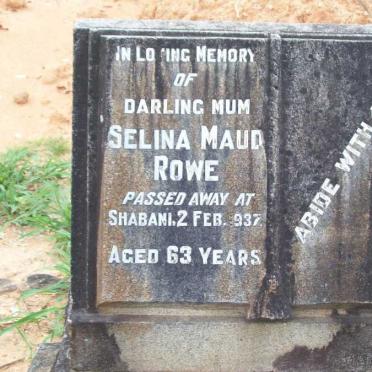 IN LOVING MEMORY
OF
DARLING MUM
SELINA MAUD
ROWE
PASSED AWAY AT
SHABANI, 2 FEB. 1937
AGED 63 YEARS
ABIDE WITH